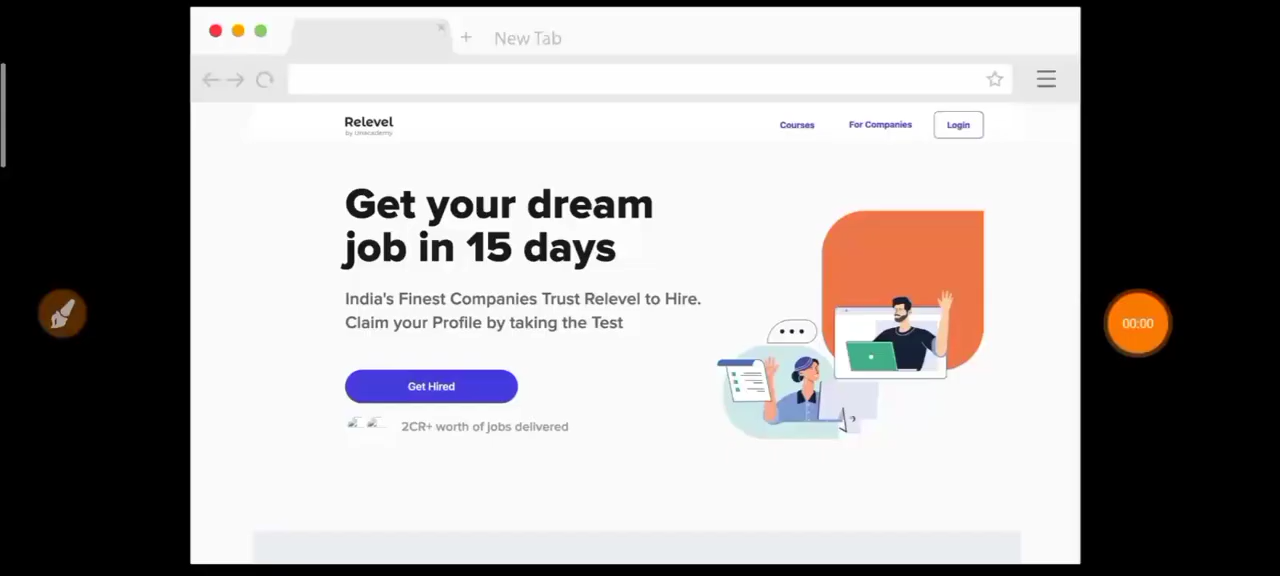 New Tab
Relevel
by Unacademy
Courses
For Companies
Login
Get your dream
job in 15 days
India's Finest Companies Trust Relevel to Hire.
Claim your Profile by taking the Test
Get Hired
2CR+ worth of jobs delivered
00:00